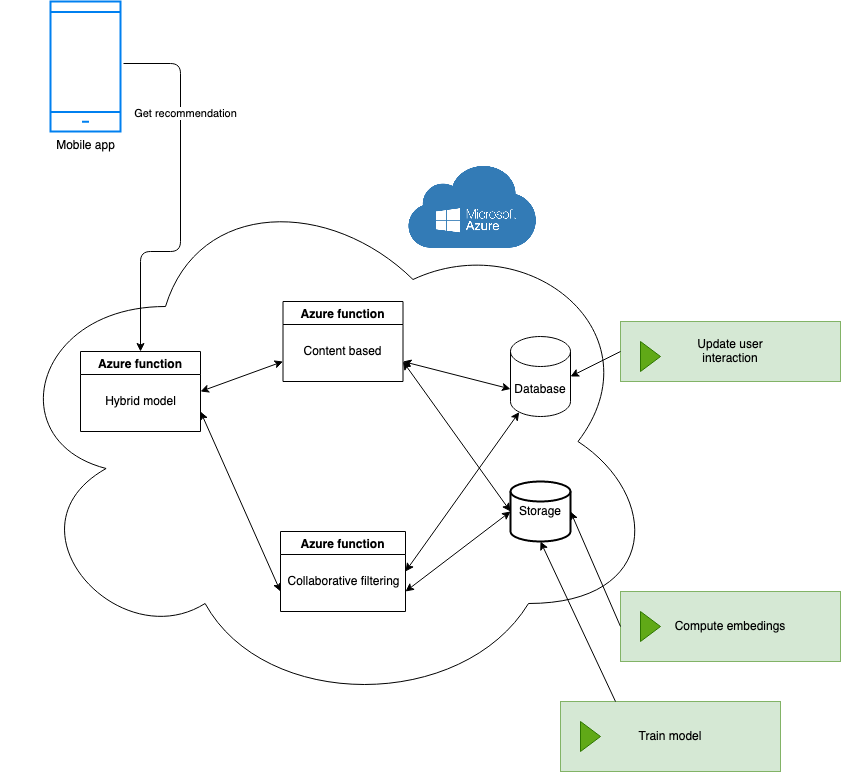 Get recommendation
Mobile app
Microsoft
Azure
Azure function
Content based
Azure function
Hybrid model
Database
Update user
interaction
Storage
Azure function
Collaborative filtering
Compute embedings
Train model